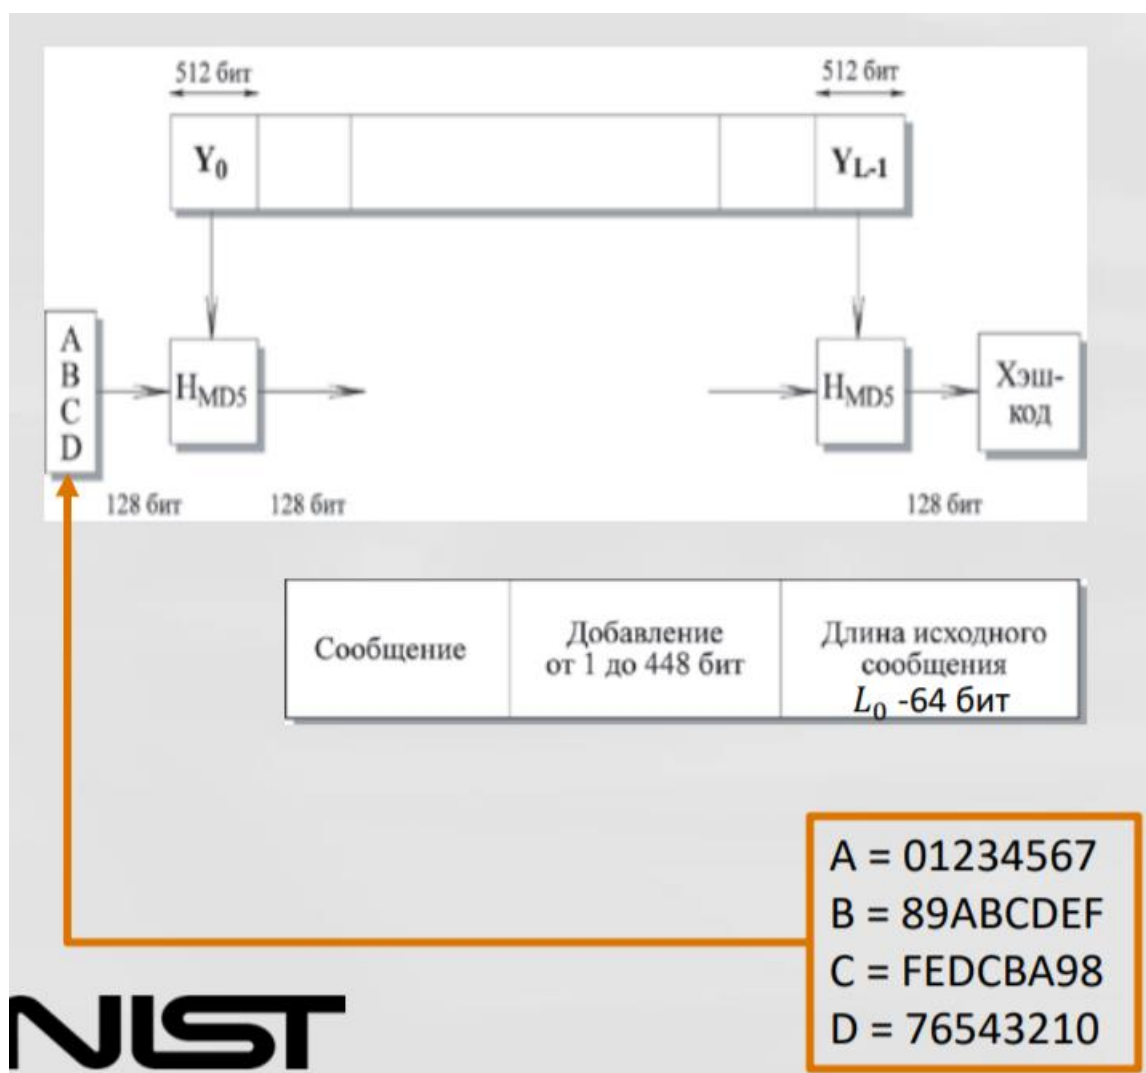 512 бит
512 бит
Y0
YL-1
A
B
C
D
HMD5
HMD5
Хэш-
код
128 бит
128 бит
128 бит
Сообщение
Добавление
от 1 до 448 бит
Длина исходного
сообщения
L0 -64 бит
A = 01234567
B = 89ABCDEF
C = FEDCBA98
D = 76543210
NIST